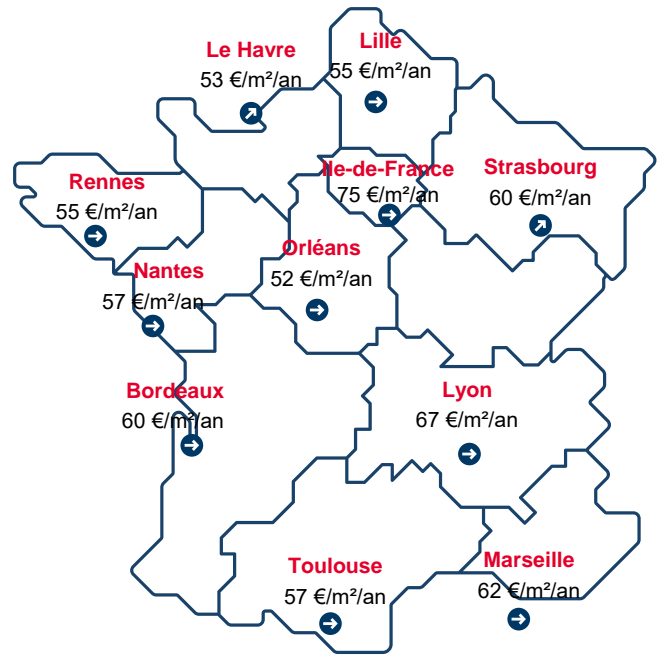 Lille
55 €/m²/an
Le Havre
53 €/m²/an
Ile-de-France
75 €/m²/an
Strasbourg
60 €/m²/an
Rennes
55 €/m²/an
Orléans
52 €/m²/an
Nantes
57 €/m²/an
Bordeaux
60 €/m²/an
Lyon
67 €/m²/an
Toulouse
57 €/m²/an
Marseille
62 €/m²/an